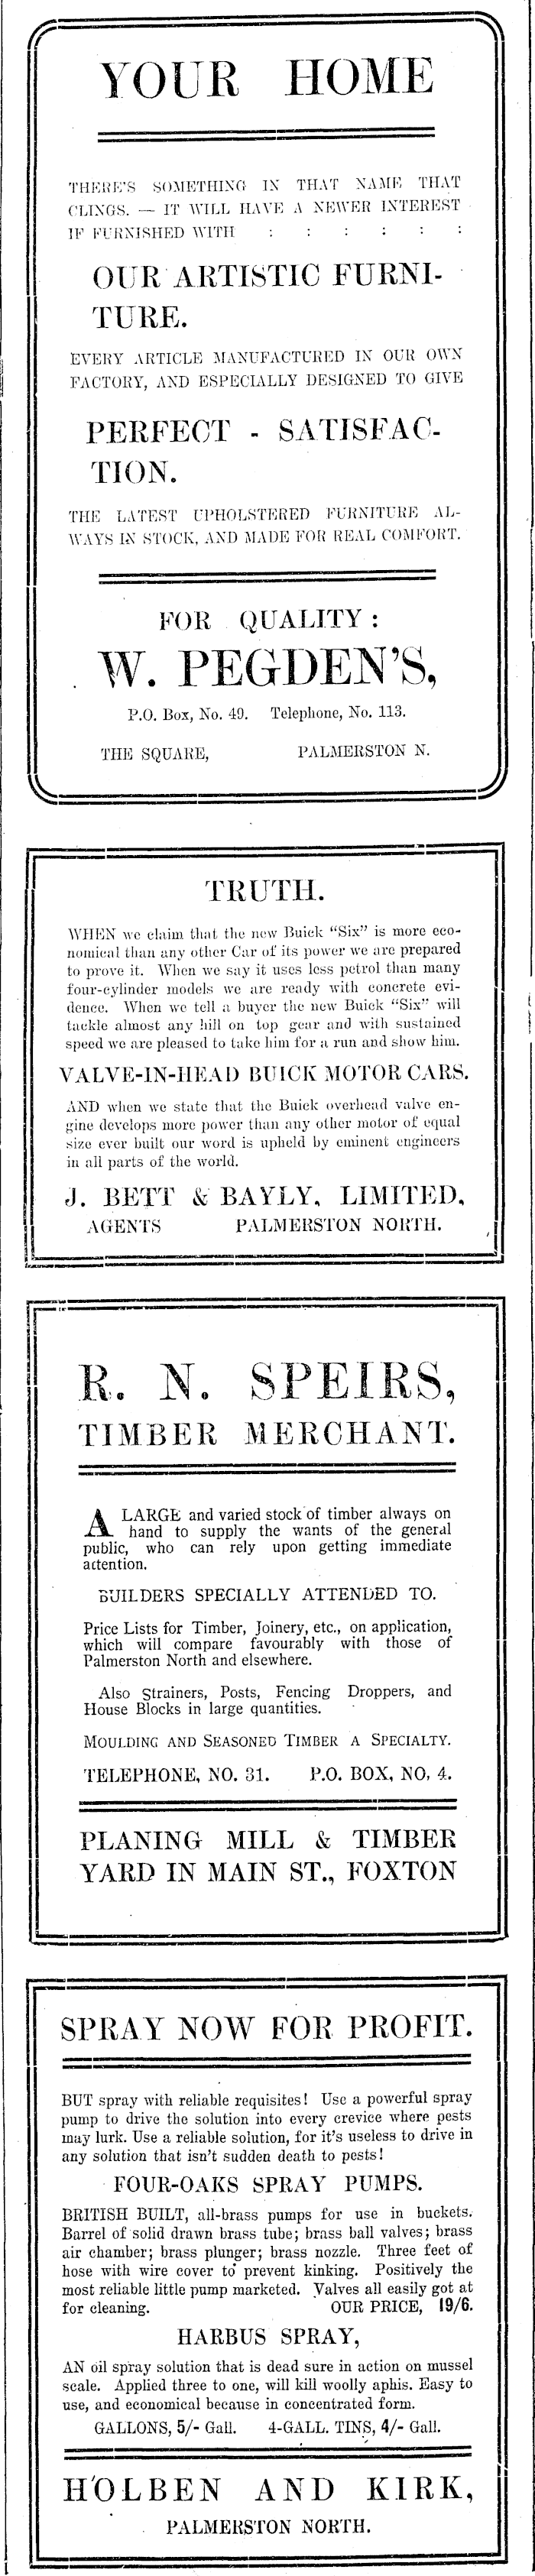 YOUR HOME
THERE'S SOMETHING IN THAT NAME THAT
CLINGS. — IT WILL HAVE A NEWER INTEREST
IF FURNISHED WITH : : : : : :
OUR ARTISTIC FURNI-
TURE.
EVERY ARTICLE MANUFACTURED IN OUR OWN
FACTORY, AND ESPECIALLY DESIGNED TO GIVE
PERFECT - SATISFAC-
TION.
THE LATEST UPHOLSTERED FURNITURE AL-
WAYS IN STOCK, AND MADE FOR REAL COMFORT.
FOR QUALITY:
W. PEGDEN'S,
P.O. Box, No. 49. Telephone, No. 113.
THE SQUARE, PALMERSTON N.
TRUTH.
WHEN we claim that the new Buick "Six" is more eco-
nomical than any other Car of its power we are prepared
to prove it. When we say it uses less petrol than many
four-cylinder models we are ready with concrete evi-
dence. When we tell a buyer the new Buick "Six" will
tackle almost any hill on top gear and with sustained
speed we are pleased to take him for a run and show him.
VALVE-IN-HEAD BUICK MOTOR CARS.
AND when we state that the Buick overhead valve en-
gine develops more power than any other motor of equal
size ever built our word is upheld by eminent engineers
in all parts of the world.
J. BETT & BAYLY, LIMITED,
AGENTS PALMERSTON NORTH.
R. N. SPEIRS,
TIMBER MERCHANT.
A LARGE and varied stock of timber always on
hand to supply the wants of the general
public, who can rely upon getting immediate
attention.
BUILDERS SPECIALLY ATTENDED TO.
Price Lists for Timber, Joinery, etc., on application,
which will compare favourably with those of
Palmerston North and elsewhere.
Also Strainers, Posts, Fencing Droppers, and
House Blocks in large quantities.
MOULDING AND SEASONED TIMBER A SPECIALTY.
TELEPHONE, NO. 31. P.O. BOX, NO, 4.
PLANING MILL & TIMBER
YARD IN MAIN ST., FOXTON
SPRAY NOW FOR PROFIT.
BUT spray with reliable requisites! Use a powerful spray
pump to drive the solution into every crevice where pests
may lurk. Use a reliable solution, for it's useless to drive in
any solution that isn't sudden death to pests!
FOUR-OAKS SPRAY PUMPS.
BRITISH BUILT, all-brass pumps for use in buckets.
Barrel of solid drawn brass tube; brass ball valves; brass
air chamber; brass plunger; brass nozzle. Three feet of
hose with wire cover to prevent kinking. Positively the
most reliable little pump marketed. Valves all easily got at
for cleaning. OUR PRICE, 19/6.
HARBUS SPRAY,
AN oil spray solution that is dead sure in action on mussel
scale. Applied three to one, will kill woolly aphis. Easy to
use, and economical because in concentrated form.
GALLONS, 5/- Gall. 4-GALL. TINS, 4/- Gall.
HOLBEN AND KIRK,
PALMERSTON NORTH.